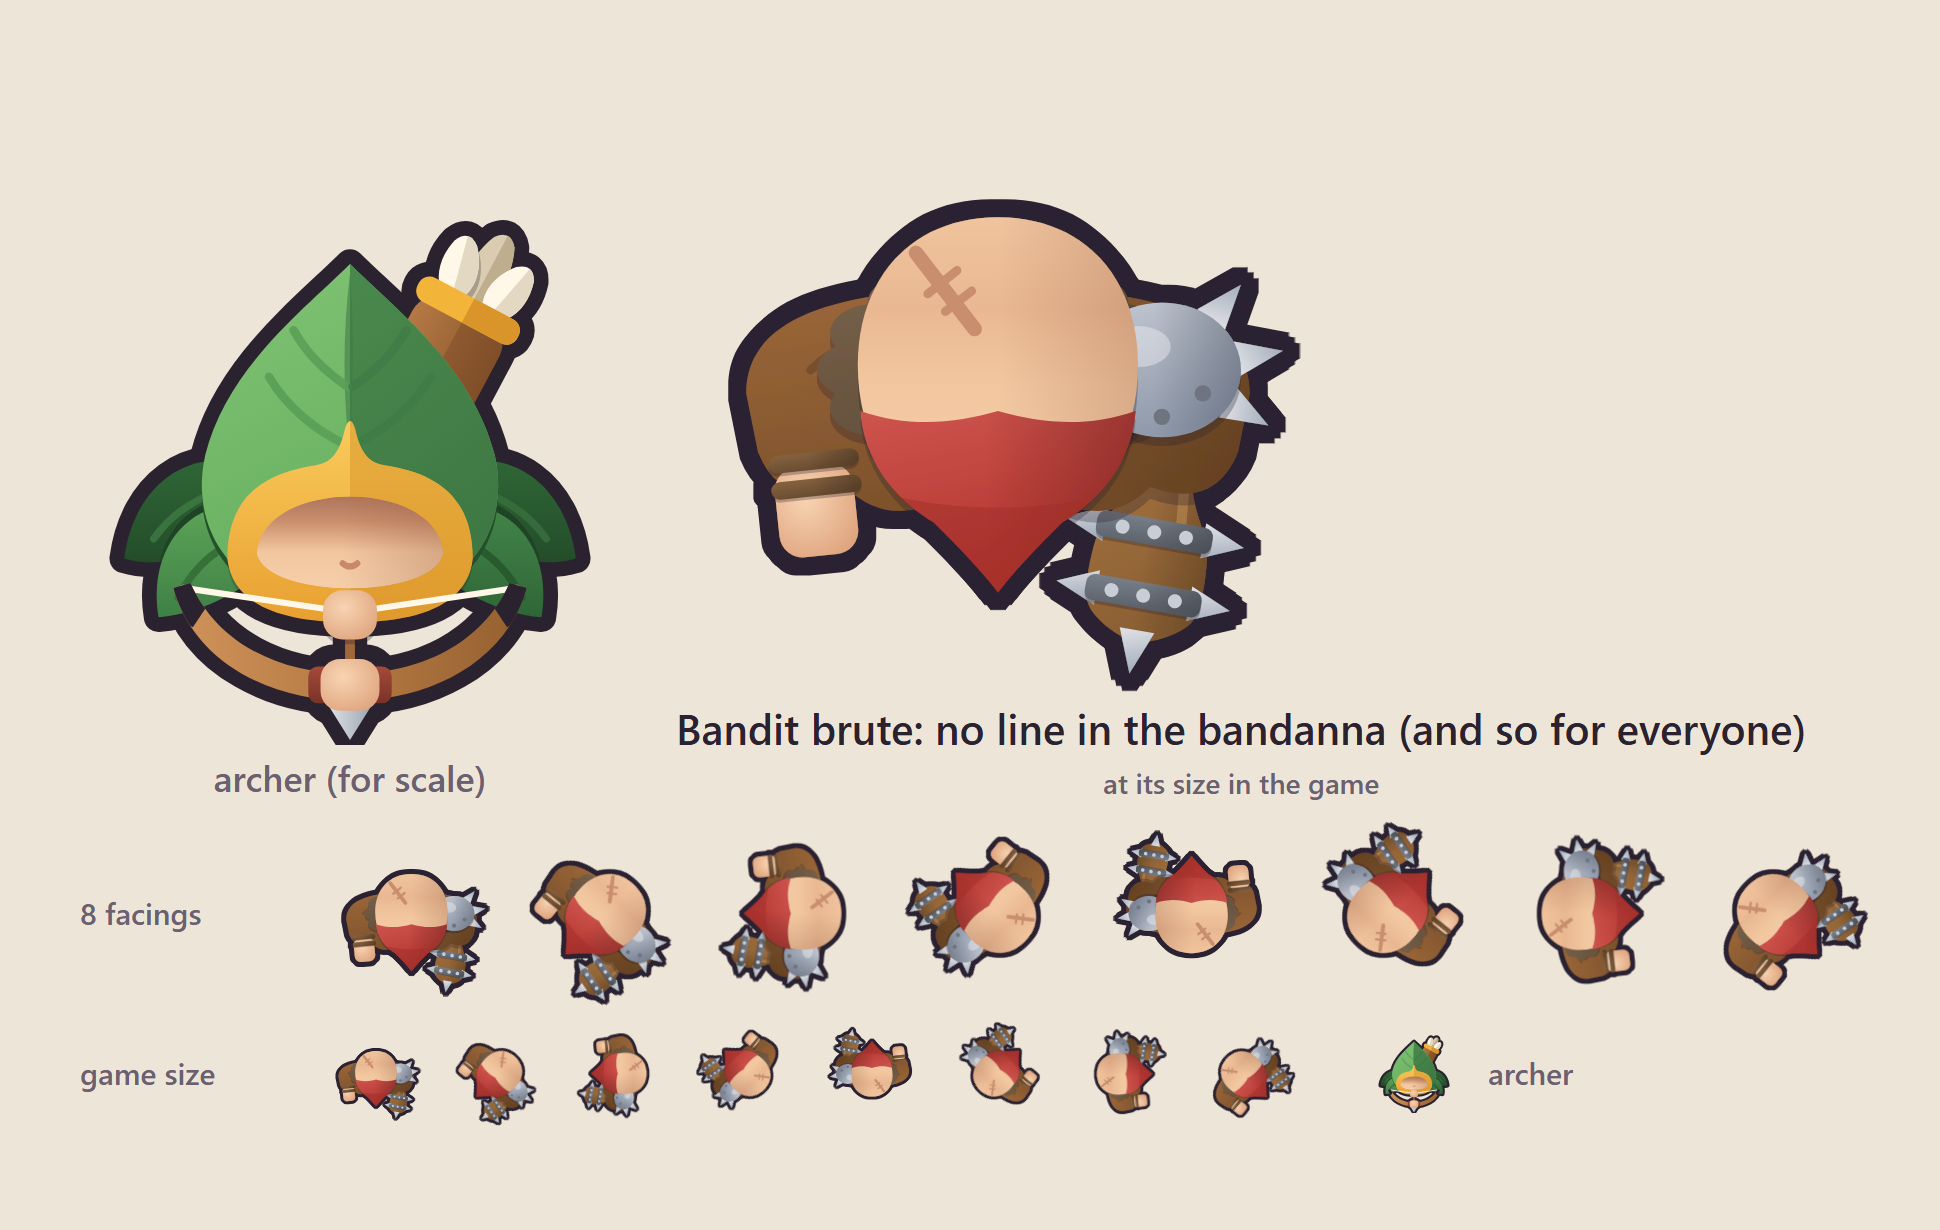 Bandit brute: no line in the bandanna (and so for everyone)
archer (for scale)
at its size in the game
8 facings
game size
archer